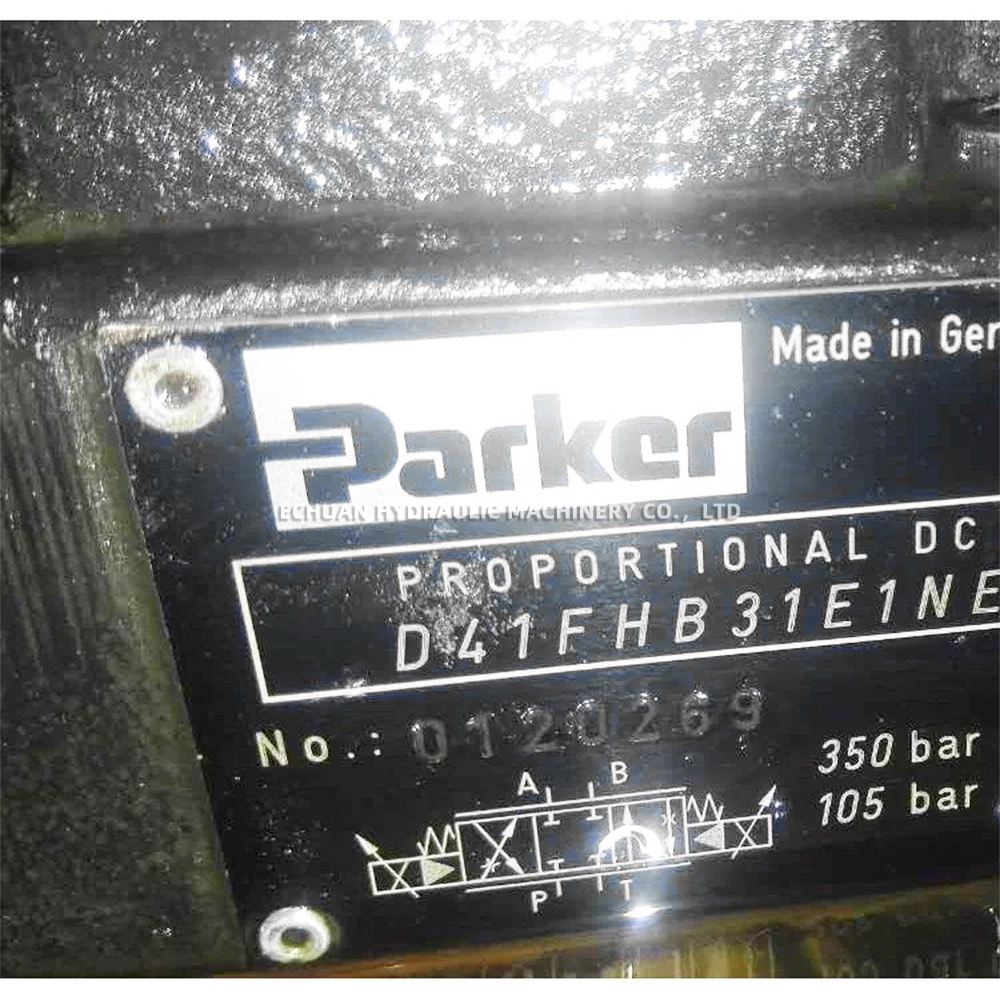 Made in Ger
Parker
ECHUAN HYDRAULIC MACHINERY CO., LTD
PROPORTIONAL DC
D41FHB31E1NE
No.: 0120269
350 bar
105 bar
A B
P T